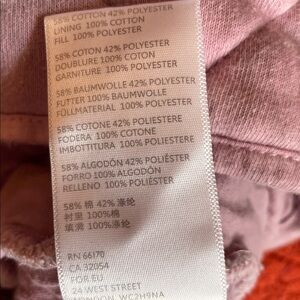 58% COTTON 42% POLYESTER
LINING 100% COTTON
FILL 100% POLYESTER
58% COTON 42% POLYESTER
DOUBLURE 100% COTON
GARNITURE 100% POLYESTER
58% BAUMWOLLE 42% POLYESTER
FUTTER 100% BAUMWOLLE
FÜLLMATERIAL 100% POLYESTER
58% COTONE 42% POLIESTERE
FODERA 100% COTONE
IMBOTTITURA 100% POLIESTERE
58% ALGODÓN 42% POLIÉSTER
FORRO 100% ALGODÓN
RELLENO 100% POLIÉSTER
58% 棉 42% 涤纶
衬里 100%棉
填滿 100%涤纶
RN 66170
CA 32054
FOR EU
24 WEST STREET
LONDON, WC2H9NA